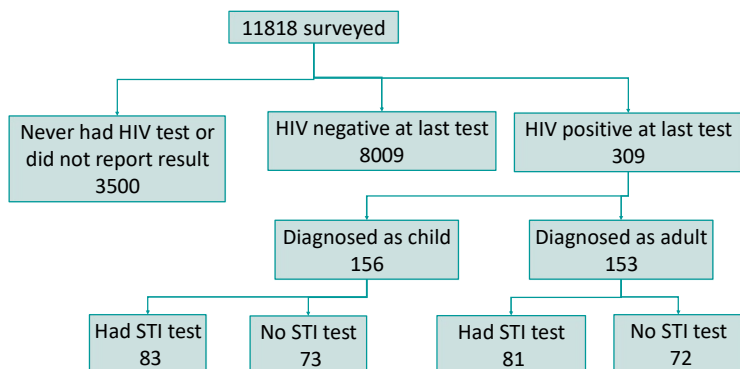 11818 surveyed
Never had HIV test or
did not report result
3500
HIV negative at last test
8009
HIV positive at last test
309
Diagnosed as child
156
Diagnosed as adult
153
Had STI test
83
No STI test
73
Had STI test
81
No STI test
72